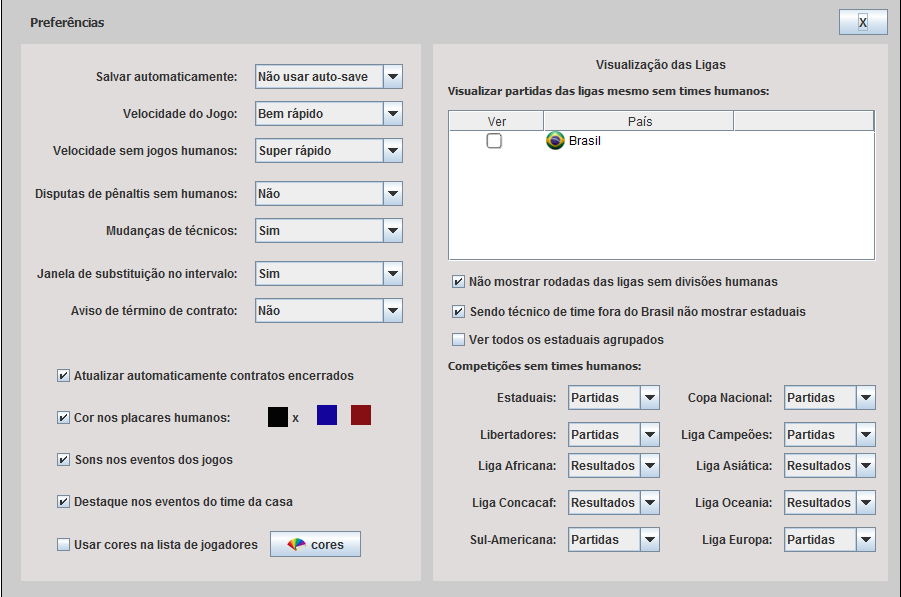 Preferências
X
Salvar automaticamente: Não usar auto-save
Velocidade do Jogo: Bem rápido
Velocidade sem jogos humanos: Super rápido
Disputas de pênaltis sem humanos: Não
Mudanças de técnicos: Sim
Janela de substituição no intervalo: Sim
Aviso de término de contrato: Não
Atualizar automaticamente contratos encerrados
Cor nos placares humanos: x
Sons nos eventos dos jogos
Destaque nos eventos do time da casa
Usar cores na lista de jogadores cores
Visualização das Ligas
Visualizar partidas das ligas mesmo sem times humanos:
Ver País
Brasil
Não mostrar rodadas das ligas sem divisões humanas
Sendo técnico de time fora do Brasil não mostrar estaduais
Ver todos os estaduais agrupados
Competições sem times humanos:
Estaduais: Partidas Copa Nacional: Partidas
Libertadores: Partidas Liga Campeões: Partidas
Liga Africana: Resultados Liga Asiática: Resultados
Liga Concacaf: Resultados Liga Oceania: Resultados
Sul-Americana: Partidas Liga Europa: Partidas